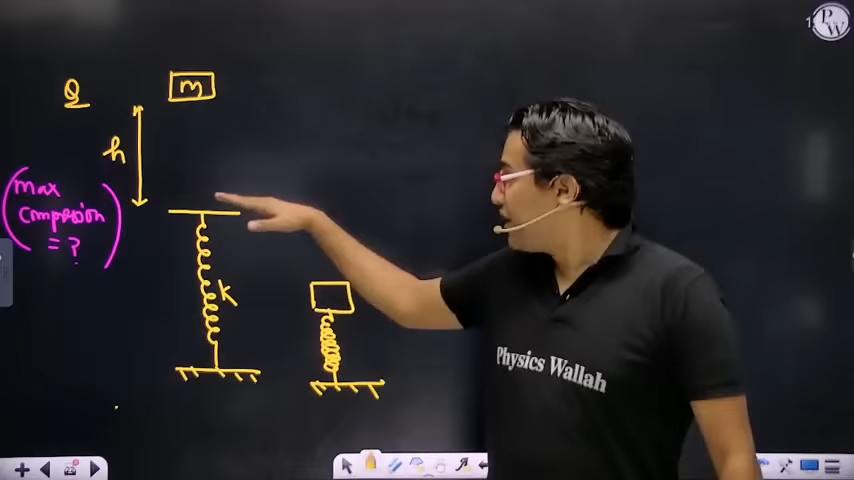 Q
m
h
max
compression
= ?
K
P
W
Physics Wallah